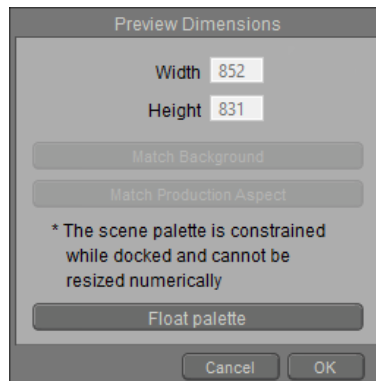 Preview Dimensions
Width 852
Height 831
Match Background
Match Production Aspect
* The scene palette is constrained
while docked and cannot be
resized numerically
Float palette
Cancel OK